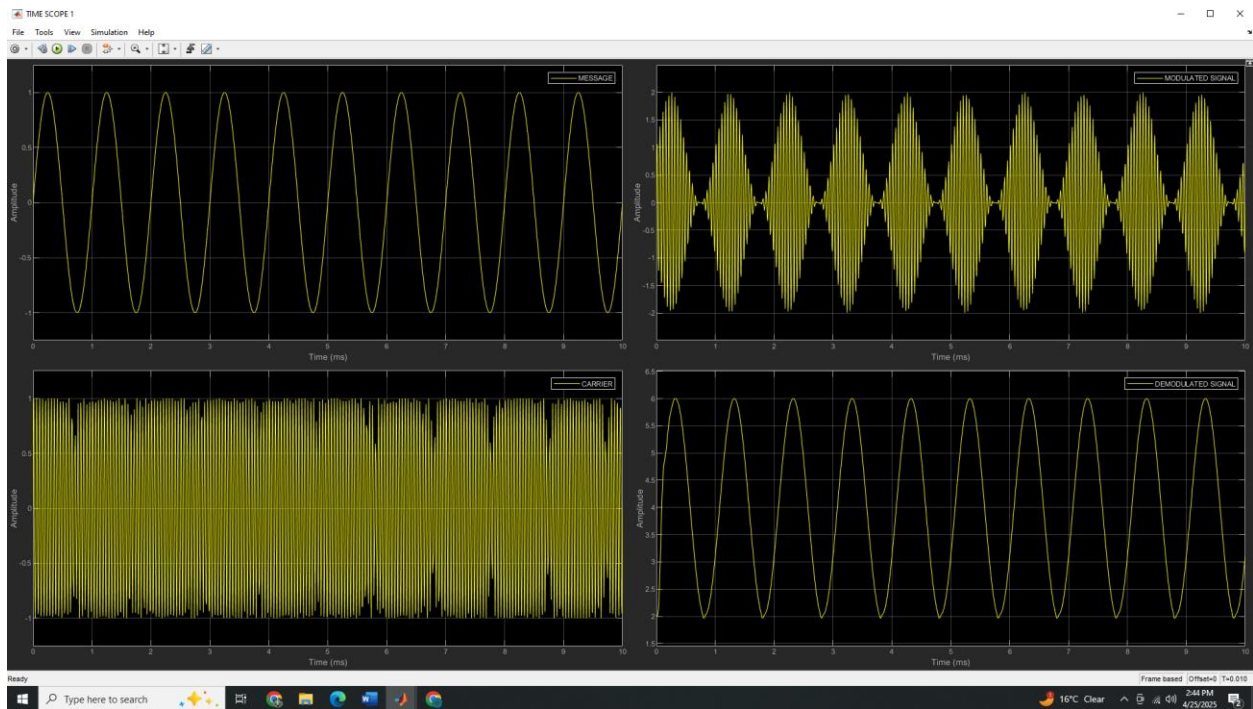 TIME SCOPE 1
File Tools View Simulation Help
MESSAGE
1
0.5
0
-0.5
-1
Amplitude
0 1 2 3 4 5 6 7 8 9 10
Time (ms)
MODULATED SIGNAL
2
1.5
1
0.5
0
-0.5
-1
-1.5
-2
Amplitude
0 1 2 3 4 5 6 7 8 9 10
Time (ms)
CARRIER
1
0.5
0
-0.5
-1
Amplitude
0 1 2 3 4 5 6 7 8 9 10
Time (ms)
DEMODULATED SIGNAL
6.5
6
5.5
5
4.5
4
3.5
3
2.5
2
1.5
Amplitude
0 1 2 3 4 5 6 7 8 9 10
Time (ms)
Ready
Frame based Offset=0 T=0.010
Type here to search
16°C Clear
2:44 PM
4/25/2025
2